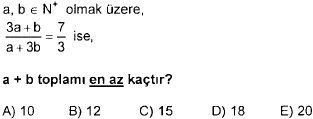 a, b ∈ N⁺ olmak üzere,
(3a + b)/(a + 3b) = 7/3 ise,
a + b toplamı en az kaçtır?
A) 10 B) 12 C) 15 D) 18 E) 20